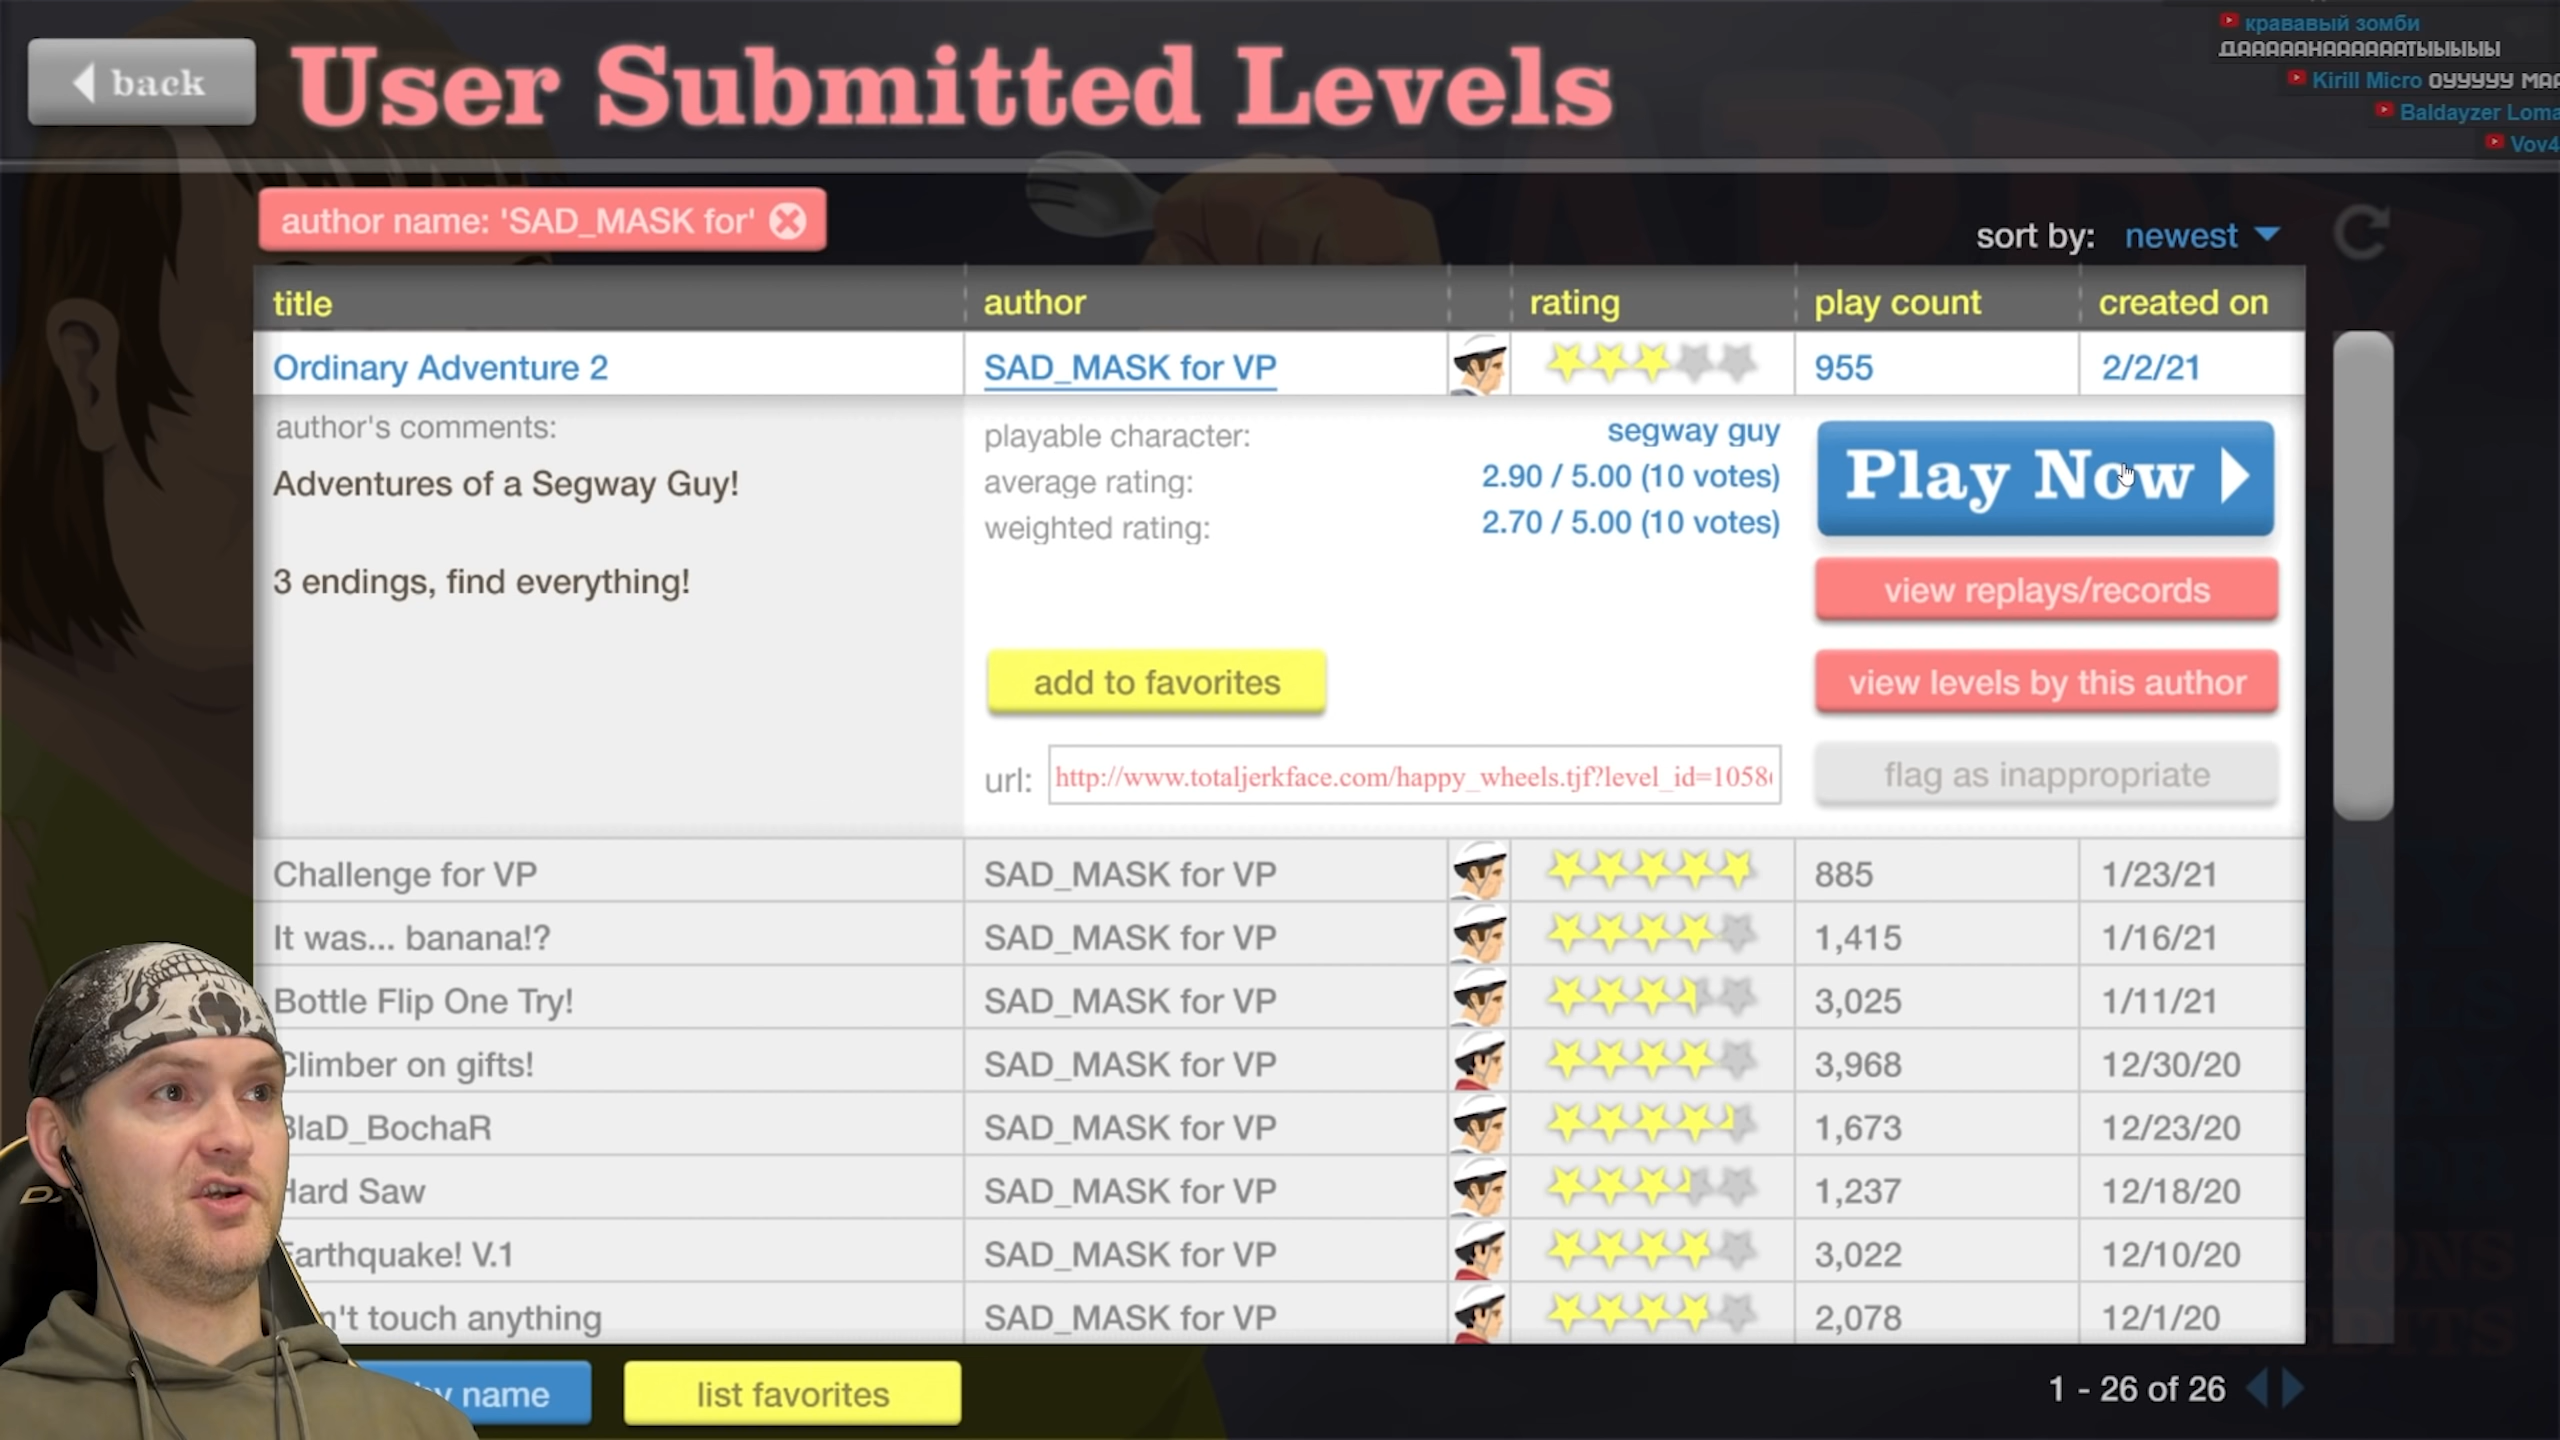 back
User Submitted Levels
крававый зомби
ДАААААНААААААТЫЫЫЫЫ
Kirill Micro ОУУУУУ
Baldayzer
author name: 'SAD_MASK for'
sort by: newest
title author rating play count created on
Ordinary Adventure 2 SAD_MASK for VP 955 2/2/21
author's comments:
Adventures of a Segway Guy!
3 endings, find everything!
playable character: segway guy
average rating: 2.90 / 5.00 (10 votes)
weighted rating: 2.70 / 5.00 (10 votes)
Play Now
view replays/records
add to favorites
view levels by this author
url: http://www.totaljerkface.com/happy_wheels.tjf?level_id=1058
flag as inappropriate
Challenge for VP SAD_MASK for VP 885 1/23/21
It was... banana!? SAD_MASK for VP 1,415 1/16/21
Bottle Flip One Try! SAD_MASK for VP 3,025 1/11/21
Climber on gifts! SAD_MASK for VP 3,968 12/30/20
BlaD_BochaR SAD_MASK for VP 1,673 12/23/20
Hard Saw SAD_MASK for VP 1,237 12/18/20
Earthquake! V.1 SAD_MASK for VP 3,022 12/10/20
n't touch anything SAD_MASK for VP 2,078 12/1/20
name
list favorites
1 - 26 of 26